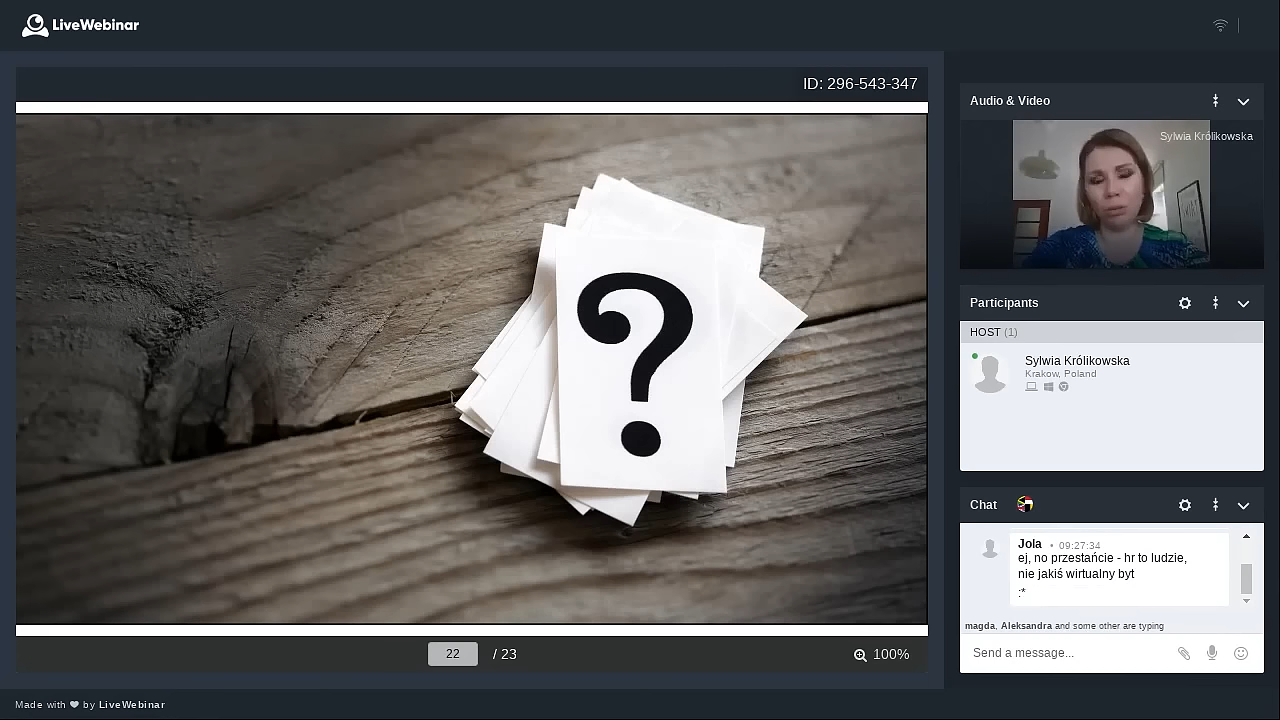 LiveWebinar
ID: 296-543-347
Audio & Video
Sylwia Królikowska
?
Participants
HOST (1)
Sylwia Królikowska
Krakow, Poland
Chat
Jola • 09:27:34
ej, no przestańcie - hr to ludzie,
nie jakiś wirtualny byt
:*
magda, Aleksandra and some other are typing
Send a message...
22 / 23
100%
Made with ❤ by LiveWebinar